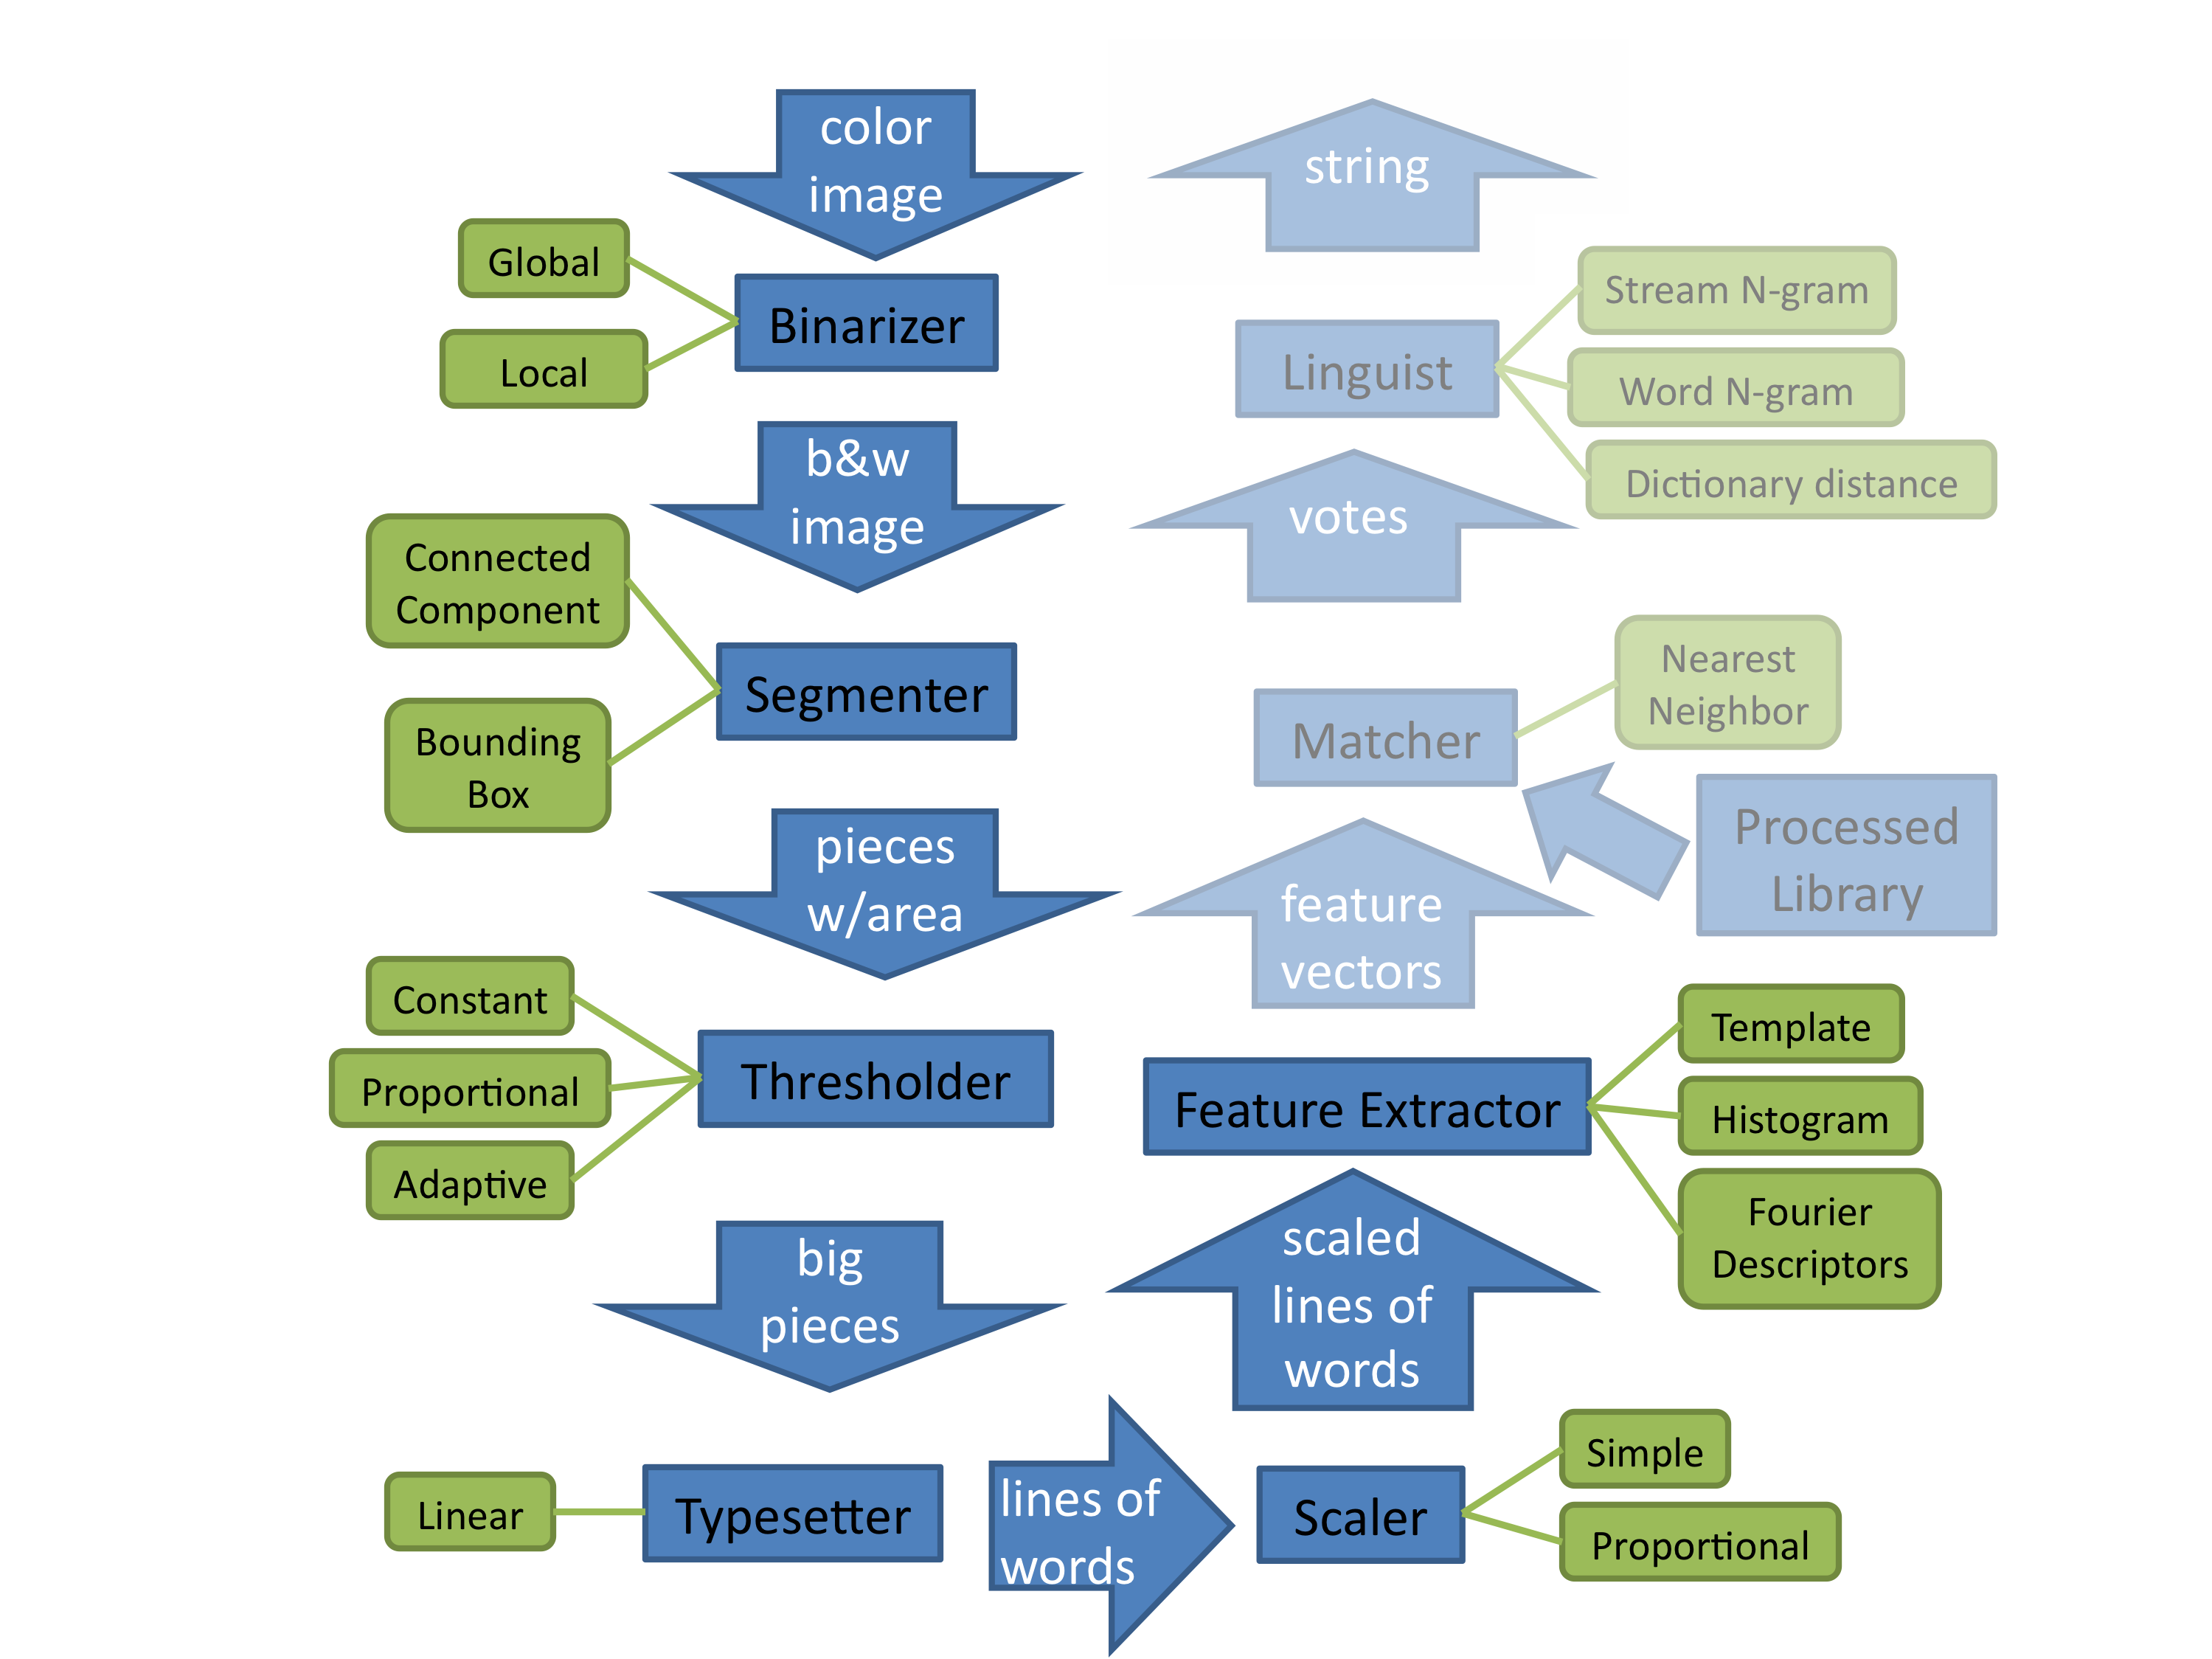 color
image
Global
Local
Binarizer
b&w
image
Connected
Component
Bounding
Box
Segmenter
pieces
w/area
Constant
Proportional
Adaptive
Thresholder
big
pieces
Linear
Typesetter
lines of
words
Scaler
Simple
Proportional
scaled
lines of
words
Feature Extractor
Template
Histogram
Fourier
Descriptors
feature
vectors
Processed
Library
Matcher
Nearest
Neighbor
votes
Linguist
Stream N-gram
Word N-gram
Dictionary distance
string